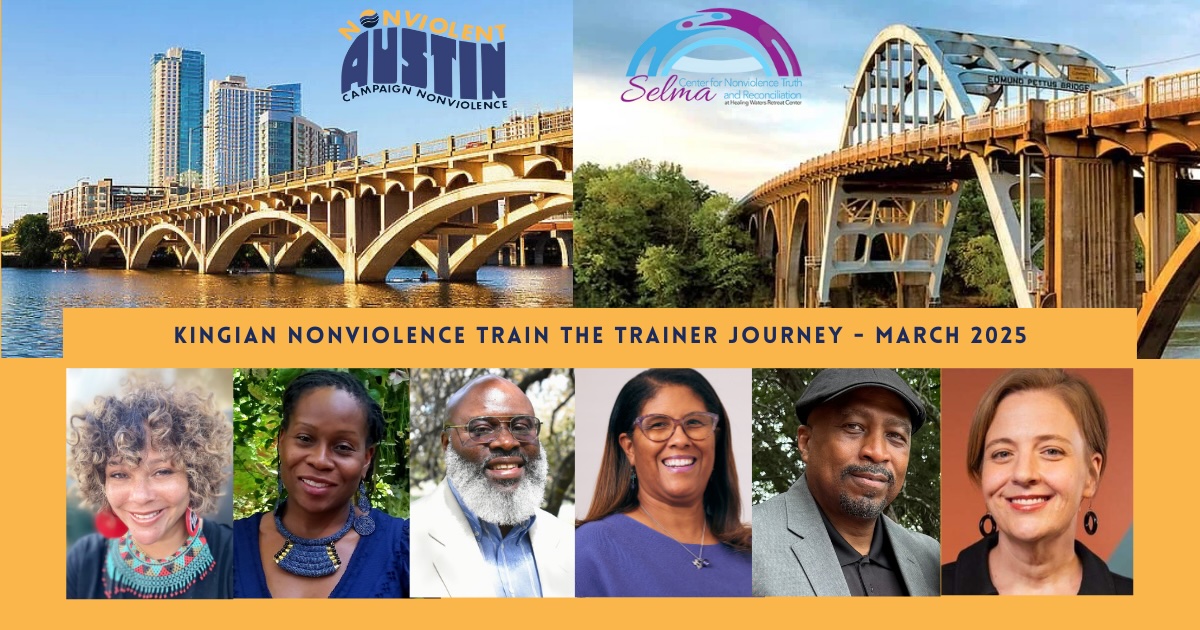 NONVIOLENT
AUSTIN
CAMPAIGN NONVIOLENCE
Selma
Center for Nonviolence Truth
and Reconciliation
at Healing Waters Retreat Center
EDMUND PETTUS BRIDGE
KINGIAN NONVIOLENCE TRAIN THE TRAINER JOURNEY - MARCH 2025